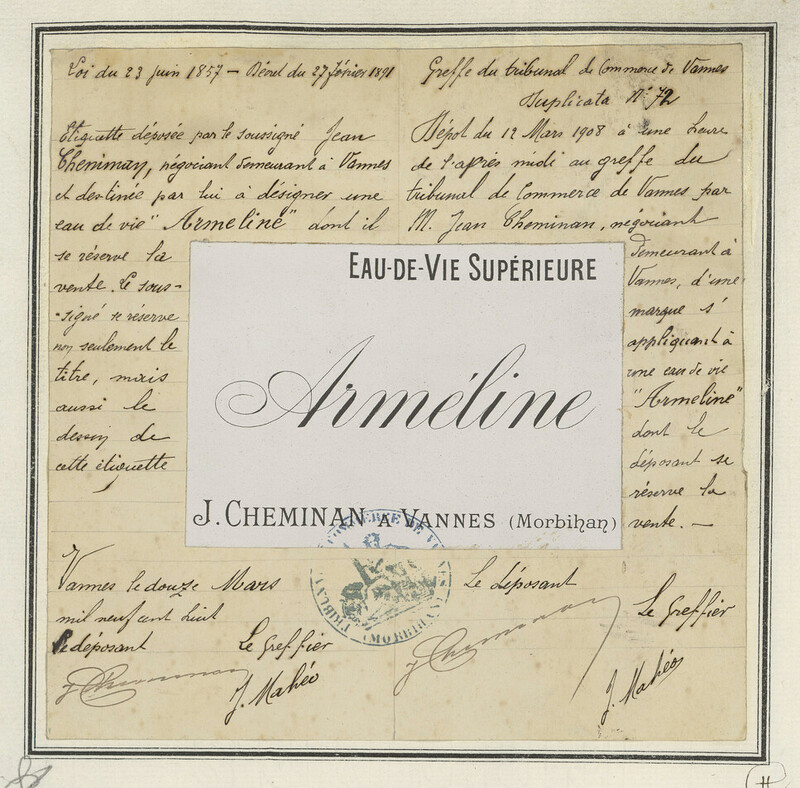 Loi du 23 juin 1857 — Décret du 27 février 1891
Etiquette déposée par le soussigné Jean
Cheminan, négociant demeurant à Vannes
et destinée par lui à désigner une
eau de vie "Armeline" dont il
se réserve la
vente. Le sous-
-signé se réserve
non seulement le
titre, mais
aussi le
dessin de
cette étiquette
Vannes le douze Mars
mil neuf cent huit
Le déposant Le Greffier
J Cheminan J. Mahéo
Greffe du tribunal de Commerce de Vannes
Duplicata N° 72
Dépôt du 12 Mars 1908 à une heure
de l'après midi au greffe du
tribunal de Commerce de Vannes par
M. Jean Cheminan, négociant
demeurant à
Vannes, d'une
marque s'
appliquant à
une eau de vie
"Armeline"
dont le
déposant se
réserve la
vente. —
Le déposant Le Greffier
J Cheminan J. Mahéo
EAU-DE-VIE SUPÉRIEURE
Arméline
J. CHEMINAN A VANNES (Morbihan)
TRIBUNAL DE COMMERCE DE VANNES
(MORBIHAN)